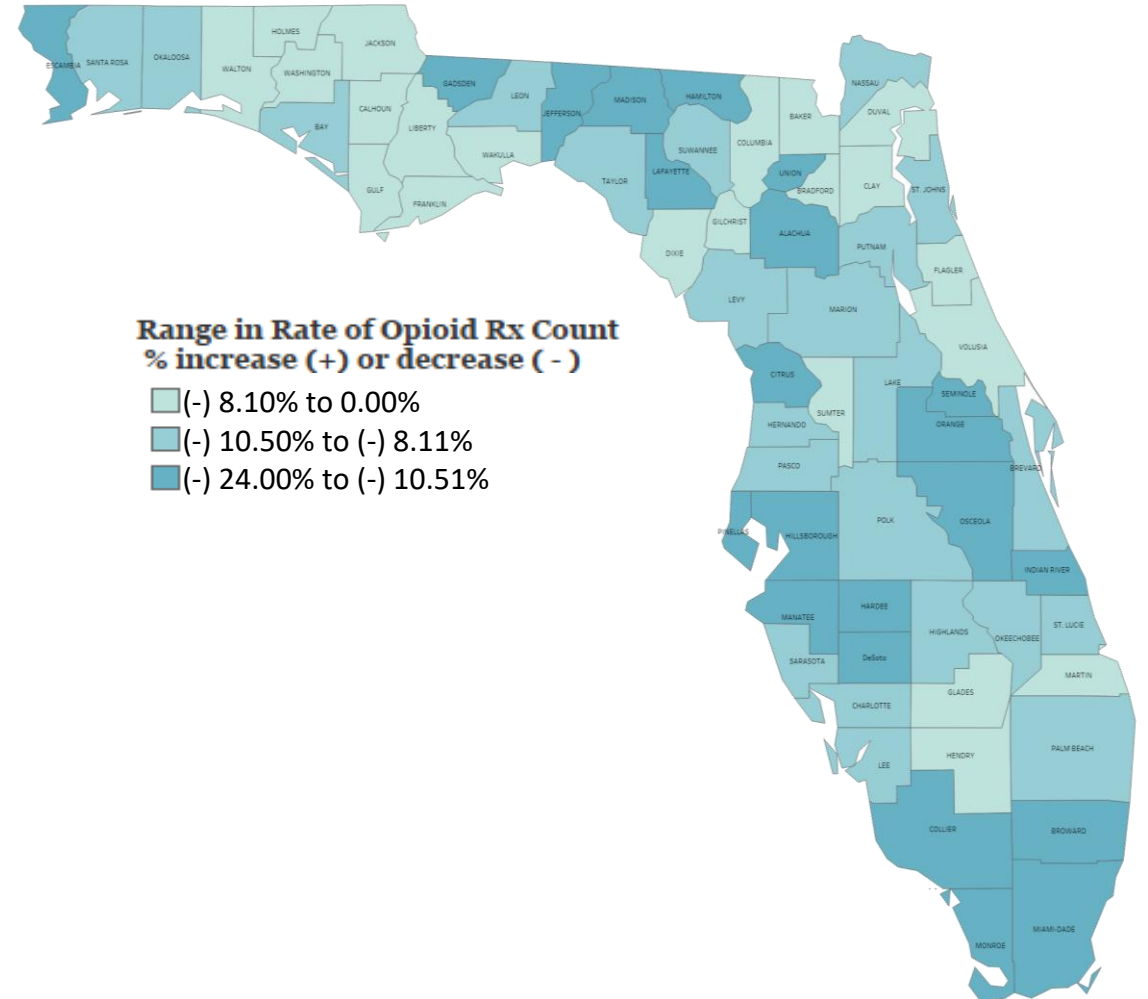 HOLMES
JACKSON
ESCAMBIA
SANTA ROSA
OKALOOSA
WALTON
WASHINGTON
GADSDEN
LEON
JEFFERSON
MADISON
HAMILTON
NASSAU
BAY
CALHOUN
LIBERTY
WAKULLA
TAYLOR
LAFAYETTE
SUWANNEE
COLUMBIA
BAKER
DUVAL
GULF
FRANKLIN
UNION
BRADFORD
CLAY
ST. JOHNS
DIXIE
GILCHRIST
ALACHUA
PUTNAM
FLAGLER
LEVY
MARION
VOLUSIA
Range in Rate of Opioid Rx Count
% increase (+) or decrease ( - )
(-) 8.10% to 0.00%
(-) 10.50% to (-) 8.11%
(-) 24.00% to (-) 10.51%
CITRUS
SUMTER
LAKE
SEMINOLE
HERNANDO
ORANGE
PASCO
BREVARD
PINELLAS
HILLSBOROUGH
POLK
OSCEOLA
INDIAN RIVER
MANATEE
HARDEE
HIGHLANDS
OKEECHOBEE
ST. LUCIE
SARASOTA
DeSoto
MARTIN
CHARLOTTE
GLADES
LEE
HENDRY
PALM BEACH
COLLIER
BROWARD
MONROE
MIAMI-DADE